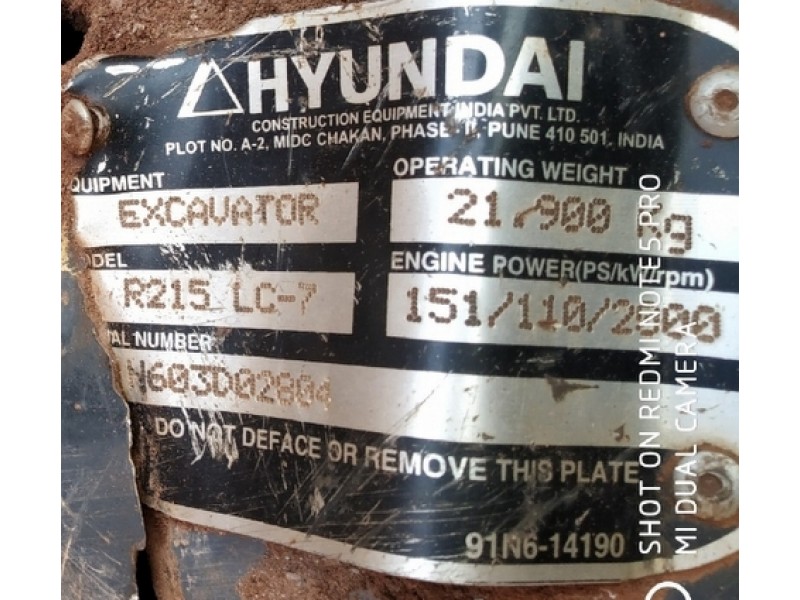 HYUNDAI
CONSTRUCTION EQUIPMENT INDIA PVT. LTD.
PLOT NO. A-2, MIDC CHAKAN, PHASE-II, PUNE 410 501, INDIA
QUIPMENT
EXCAVATOR
OPERATING WEIGHT
21,900 kg
ODEL
R215 LC-7
ENGINE POWER(PS/kW/rpm)
151/110/2000
AL NUMBER
N603D02804
DO NOT DEFACE OR REMOVE THIS PLATE
91N6-14190
SHOT ON REDMI NOTE 5 PRO
MI DUAL CAMERA